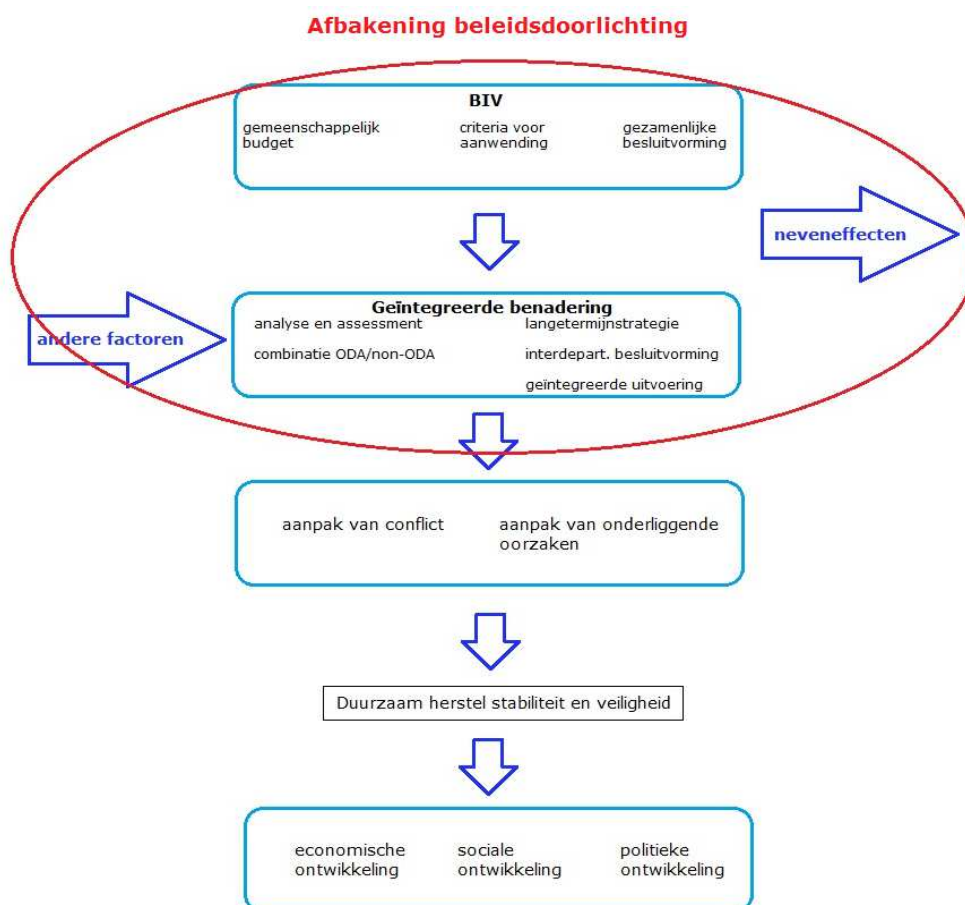 Afbakening beleidsdoorlichting
BIV
gemeenschappelijk
budget
criteria voor
aanwending
gezamenlijke
besluitvorming
neveneffecten
andere factoren
Geïntegreerde benadering
analyse en assessment
combinatie ODA/non-ODA
langetermijnstrategie
interdepart. besluitvorming
geïntegreerde uitvoering
aanpak van conflict
aanpak van onderliggende
oorzaken
Duurzaam herstel stabiliteit en veiligheid
economische
ontwikkeling
sociale
ontwikkeling
politieke
ontwikkeling